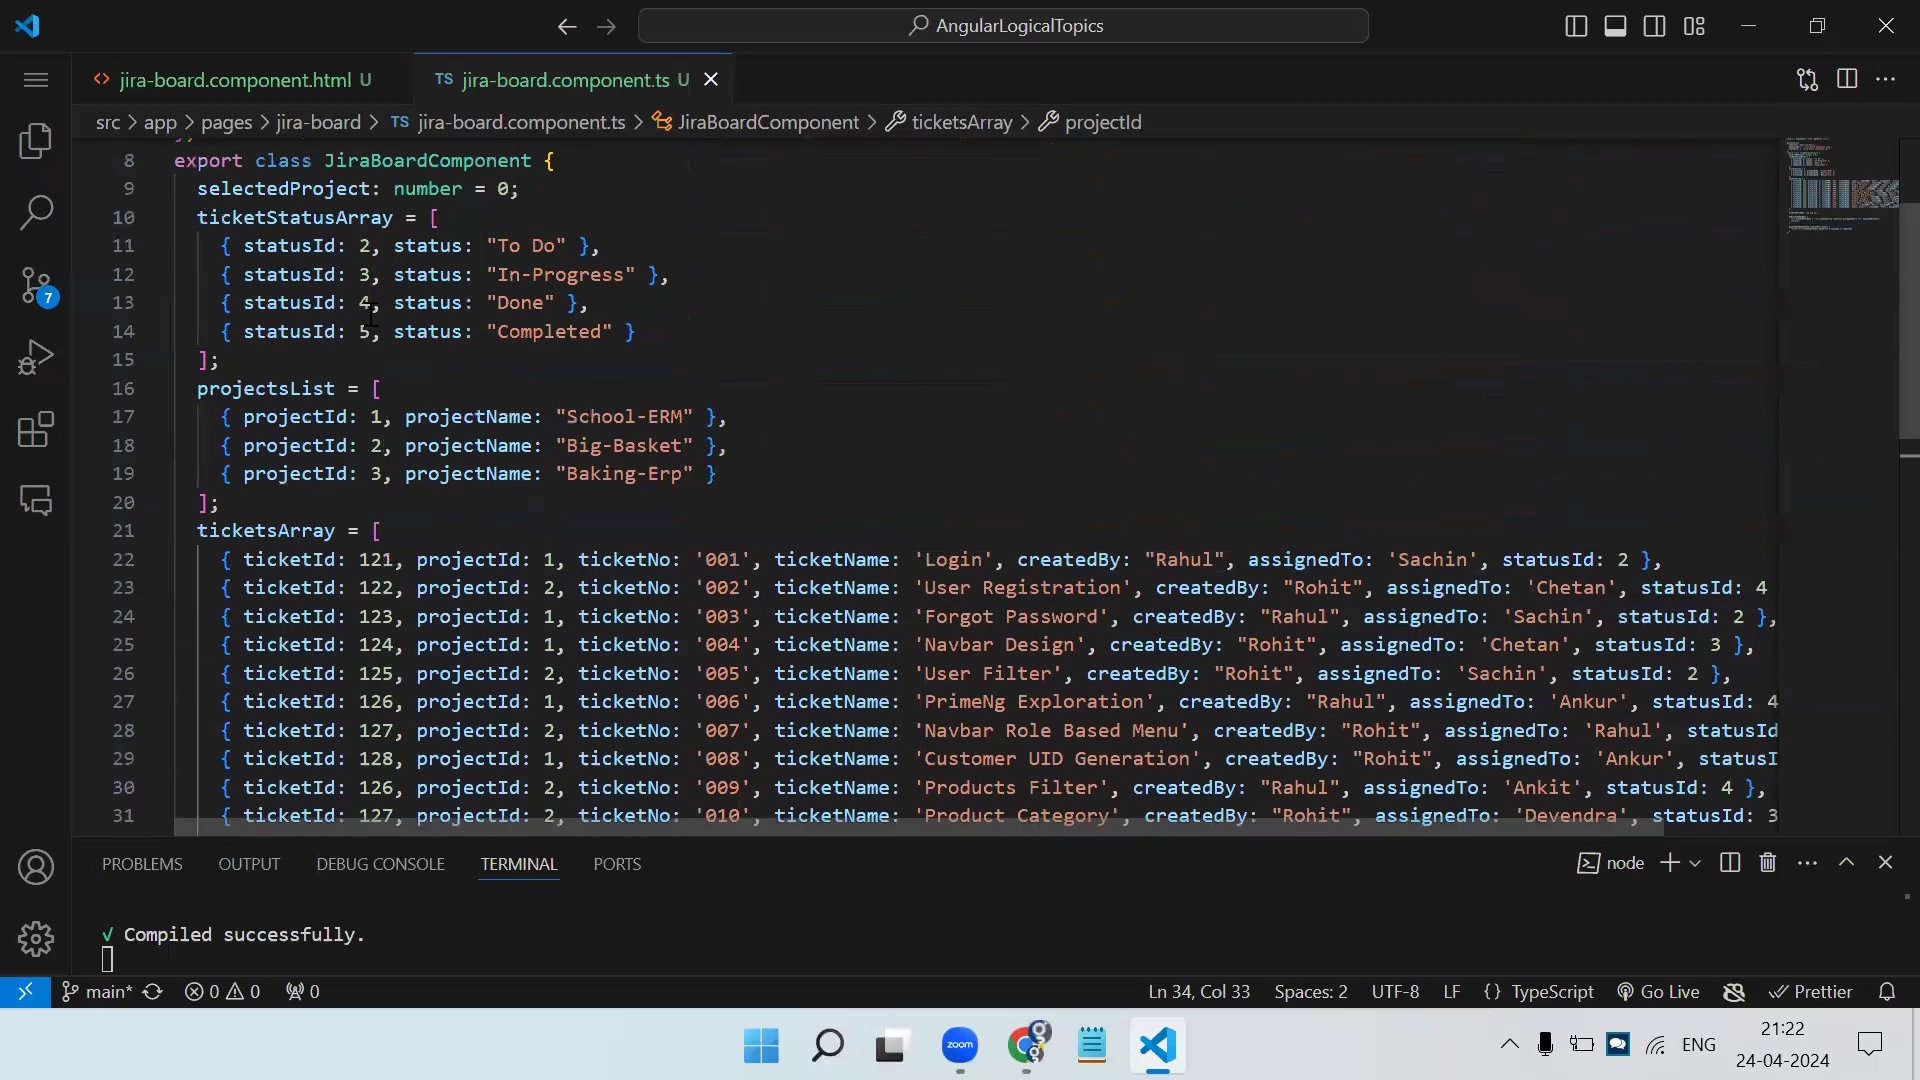 AngularLogicalTopics
jira-board.component.html U
TS jira-board.component.ts U
src > app > pages > jira-board > TS jira-board.component.ts > JiraBoardComponent > ticketsArray > projectId
8 export class JiraBoardComponent {
9 selectedProject: number = 0;
10 ticketStatusArray = [
11 { statusId: 2, status: "To Do" },
12 { statusId: 3, status: "In-Progress" },
13 { statusId: 4, status: "Done" },
14 { statusId: 5, status: "Completed" }
15 ];
16 projectsList = [
17 { projectId: 1, projectName: "School-ERM" },
18 { projectId: 2, projectName: "Big-Basket" },
19 { projectId: 3, projectName: "Baking-Erp" }
20 ];
21 ticketsArray = [
22 { ticketId: 121, projectId: 1, ticketNo: '001', ticketName: 'Login', createdBy: "Rahul", assignedTo: 'Sachin', statusId: 2 },
23 { ticketId: 122, projectId: 2, ticketNo: '002', ticketName: 'User Registration', createdBy: "Rohit", assignedTo: 'Chetan', statusId: 4
24 { ticketId: 123, projectId: 1, ticketNo: '003', ticketName: 'Forgot Password', createdBy: "Rahul", assignedTo: 'Sachin', statusId: 2 },
25 { ticketId: 124, projectId: 1, ticketNo: '004', ticketName: 'Navbar Design', createdBy: "Rohit", assignedTo: 'Chetan', statusId: 3 },
26 { ticketId: 125, projectId: 2, ticketNo: '005', ticketName: 'User Filter', createdBy: "Rohit", assignedTo: 'Sachin', statusId: 2 },
27 { ticketId: 126, projectId: 1, ticketNo: '006', ticketName: 'PrimeNg Exploration', createdBy: "Rahul", assignedTo: 'Ankur', statusId: 4
28 { ticketId: 127, projectId: 2, ticketNo: '007', ticketName: 'Navbar Role Based Menu', createdBy: "Rohit", assignedTo: 'Rahul', statusId
29 { ticketId: 128, projectId: 1, ticketNo: '008', ticketName: 'Customer UID Generation', createdBy: "Rohit", assignedTo: 'Ankur', statusI
30 { ticketId: 126, projectId: 2, ticketNo: '009', ticketName: 'Products Filter', createdBy: "Rahul", assignedTo: 'Ankit', statusId: 4 },
31 { ticketId: 127, projectId: 2, ticketNo: '010', ticketName: 'Product Category', createdBy: "Rohit", assignedTo: 'Devendra', statusId: 3
7
PROBLEMS OUTPUT DEBUG CONSOLE TERMINAL PORTS node
√ Compiled successfully.
main* 0 0 0 Ln 34, Col 33 Spaces: 2 UTF-8 LF {} TypeScript Go Live Prettier
zoom
ENG
21:22
24-04-2024